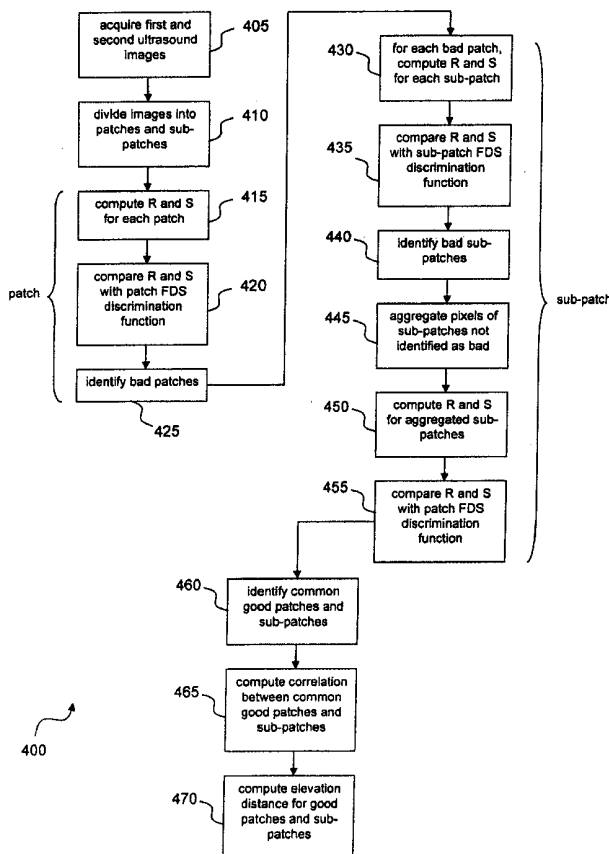 acquire first and
second ultrasound
images
405
divide images into
patches and sub-
patches
410
patch
compute R and S
for each patch
415
compare R and S
with patch FDS
discrimination
function
420
identify bad patches
425
430
for each bad patch,
compute R and S
for each sub-patch
435
compare R and S
with sub-patch FDS
discrimination
function
440
identify bad sub-
patches
445
aggregate pixels of
sub-patches not
identified as bad
450
compute R and S
for aggregated sub-
patches
455
compare R and S
with patch FDS
discrimination
function
sub-patch
460
identify common
good patches and
sub-patches
465
compute correlation
between common
good patches and
sub-patches
470
compute elevation
distance for good
patches and sub-
patches
400